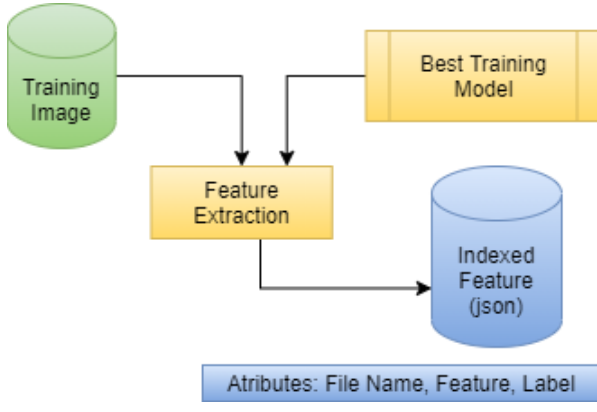 Training
Image
Best Training
Model
Feature
Extraction
Indexed
Feature
(json)
Atributes: File Name, Feature, Label